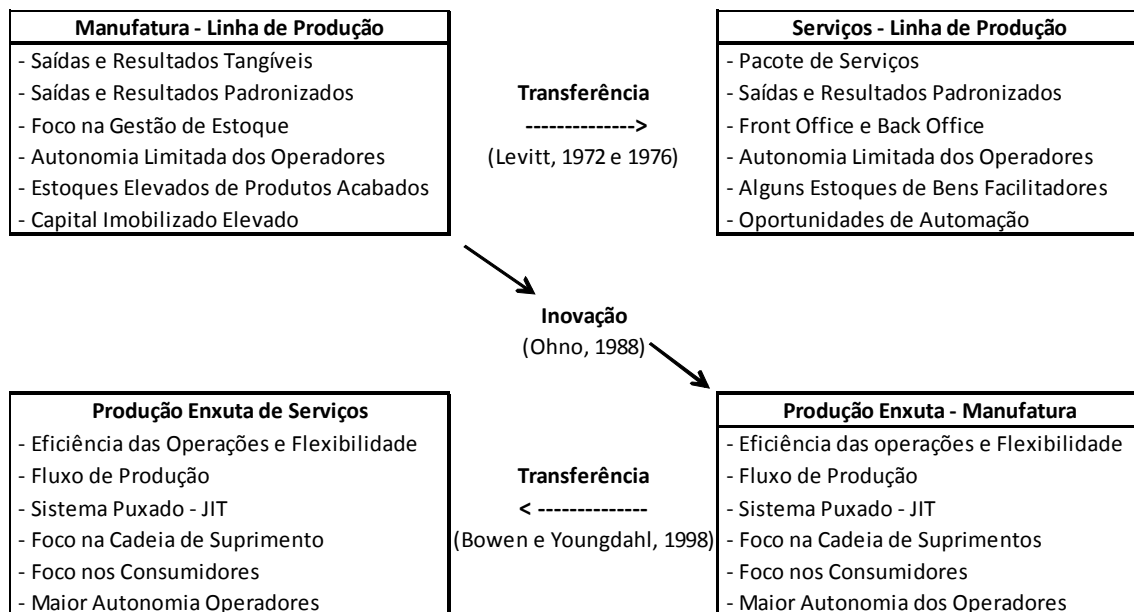 Manufatura - Linha de Produção
- Saídas e Resultados Tangíveis
- Saídas e Resultados Padronizados
- Foco na Gestão de Estoque
- Autonomia Limitada dos Operadores
- Estoques Elevados de Produtos Acabados
- Capital Imobilizado Elevado
Transferência
-------------->
(Levitt, 1972 e 1976)
Serviços - Linha de Produção
- Pacote de Serviços
- Saídas e Resultados Padronizados
- Front Office e Back Office
- Autonomia Limitada dos Operadores
- Alguns Estoques de Bens Facilitadores
- Oportunidades de Automação
Inovação
(Ohno, 1988)
Produção Enxuta de Serviços
- Eficiência das Operações e Flexibilidade
- Fluxo de Produção
- Sistema Puxado - JIT
- Foco na Cadeia de Suprimento
- Foco nos Consumidores
- Maior Autonomia Operadores
Transferência
< --------------
(Bowen e Youngdahl, 1998)
Produção Enxuta - Manufatura
- Eficiência das operações e Flexibilidade
- Fluxo de Produção
- Sistema Puxado - JIT
- Foco na Cadeia de Suprimentos
- Foco nos Consumidores
- Maior Autonomia dos Operadores